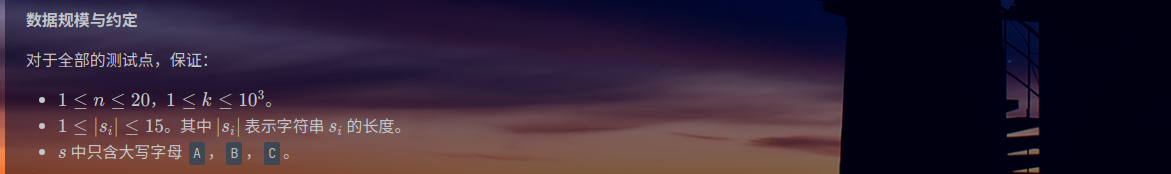 数据规模与约定
对于全部的测试点，保证：
• 1 ≤ n ≤ 20，1 ≤ k ≤ 10³。
• 1 ≤ |sᵢ| ≤ 15。其中 |sᵢ| 表示字符串 sᵢ 的长度。
• s 中只含大写字母 A，B，C。